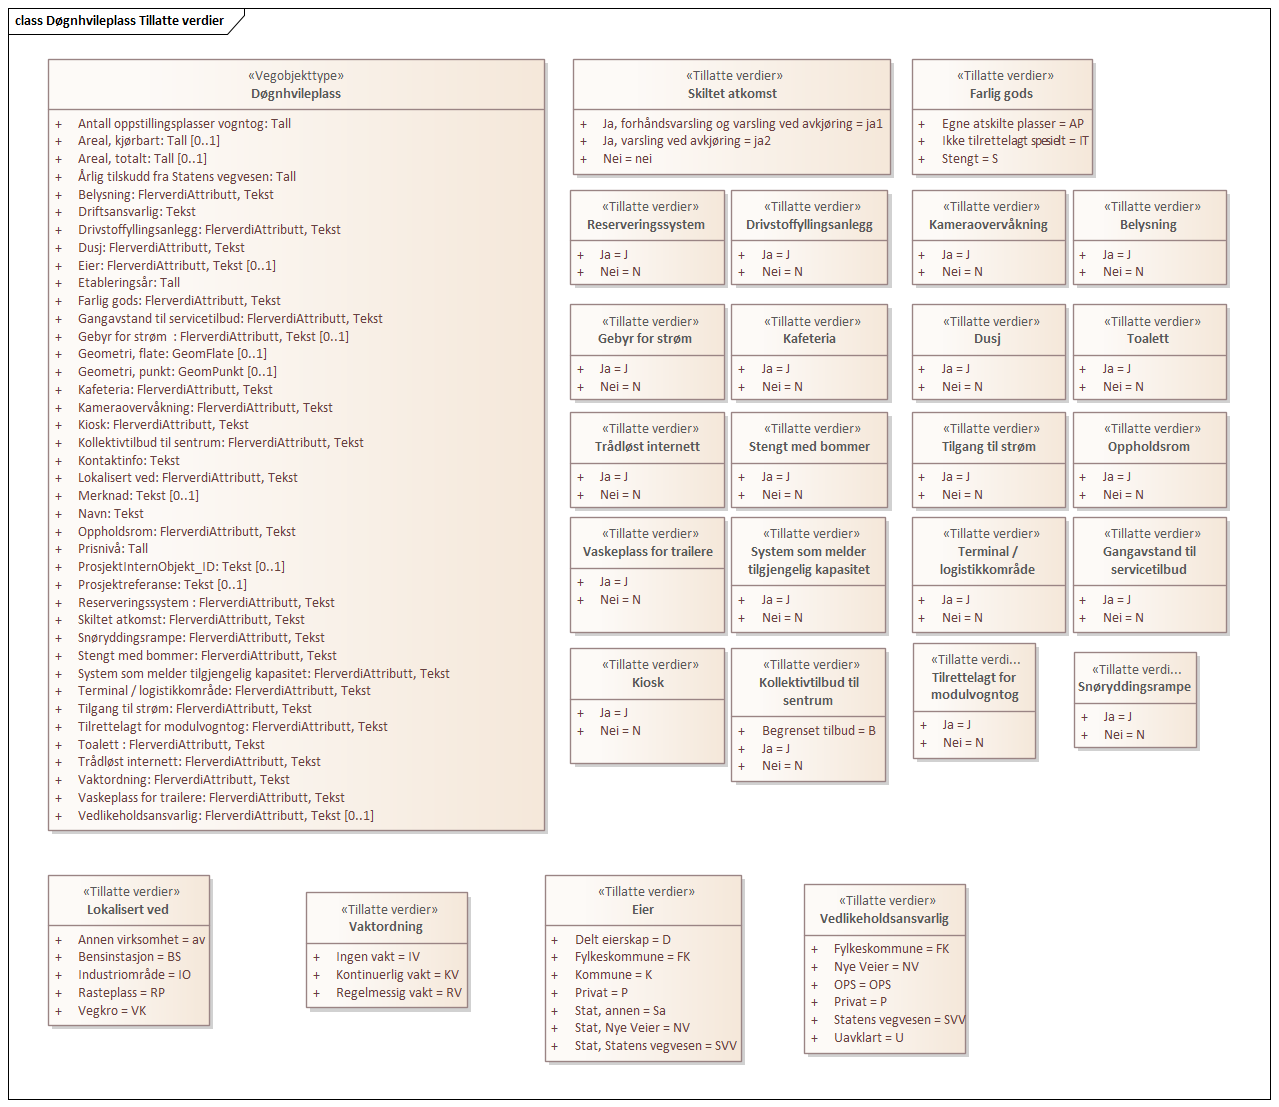 class Døgnhvileplass Tillatte verdier
«Vegobjekttype»
Døgnhvileplass
+ Antall oppstillingsplasser vogntog: Tall
+ Areal, kjørbart: Tall [0..1]
+ Areal, totalt: Tall [0..1]
+ Årlig tilskudd fra Statens vegvesen: Tall
+ Belysning: FlerverdiAttributt, Tekst
+ Driftsansvarlig: Tekst
+ Drivstoffyllingsanlegg: FlerverdiAttributt, Tekst
+ Dusj: FlerverdiAttributt, Tekst
+ Eier: FlerverdiAttributt, Tekst [0..1]
+ Etableringsår: Tall
+ Farlig gods: FlerverdiAttributt, Tekst
+ Gangavstand til servicetilbud: FlerverdiAttributt, Tekst
+ Gebyr for strøm : FlerverdiAttributt, Tekst [0..1]
+ Geometri, flate: GeomFlate [0..1]
+ Geometri, punkt: GeomPunkt [0..1]
+ Kafeteria: FlerverdiAttributt, Tekst
+ Kameraovervåkning: FlerverdiAttributt, Tekst
+ Kiosk: FlerverdiAttributt, Tekst
+ Kollektivtilbud til sentrum: FlerverdiAttributt, Tekst
+ Kontaktinfo: Tekst
+ Lokalisert ved: FlerverdiAttributt, Tekst
+ Merknad: Tekst [0..1]
+ Navn: Tekst
+ Oppholdsrom: FlerverdiAttributt, Tekst
+ Prisnivå: Tall
+ ProsjektInternObjekt_ID: Tekst [0..1]
+ Prosjektreferanse: Tekst [0..1]
+ Reserveringssystem : FlerverdiAttributt, Tekst
+ Skiltet atkomst: FlerverdiAttributt, Tekst
+ Snøryddingsrampe: FlerverdiAttributt, Tekst
+ Stengt med bommer: FlerverdiAttributt, Tekst
+ System som melder tilgjengelig kapasitet: FlerverdiAttributt, Tekst
+ Terminal / logistikkområde: FlerverdiAttributt, Tekst
+ Tilgang til strøm: FlerverdiAttributt, Tekst
+ Tilrettelagt for modulvogntog: FlerverdiAttributt, Tekst
+ Toalett : FlerverdiAttributt, Tekst
+ Trådløst internett: FlerverdiAttributt, Tekst
+ Vaktordning: FlerverdiAttributt, Tekst
+ Vaskeplass for trailere: FlerverdiAttributt, Tekst
+ Vedlikeholdsansvarlig: FlerverdiAttributt, Tekst [0..1]
«Tillatte verdier»
Skiltet atkomst
+ Ja, forhåndsvarsling og varsling ved avkjøring = ja1
+ Ja, varsling ved avkjøring = ja2
+ Nei = nei
«Tillatte verdier»
Farlig gods
+ Egne atskilte plasser = AP
+ Ikke tilrettelagt spesielt = IT
+ Stengt = S
«Tillatte verdier»
Reserveringssystem
+ Ja = J
+ Nei = N
«Tillatte verdier»
Drivstoffyllingsanlegg
+ Ja = J
+ Nei = N
«Tillatte verdier»
Kameraovervåkning
+ Ja = J
+ Nei = N
«Tillatte verdier»
Belysning
+ Ja = J
+ Nei = N
«Tillatte verdier»
Gebyr for strøm
+ Ja = J
+ Nei = N
«Tillatte verdier»
Kafeteria
+ Ja = J
+ Nei = N
«Tillatte verdier»
Dusj
+ Ja = J
+ Nei = N
«Tillatte verdier»
Toalett
+ Ja = J
+ Nei = N
«Tillatte verdier»
Trådløst internett
+ Ja = J
+ Nei = N
«Tillatte verdier»
Stengt med bommer
+ Ja = J
+ Nei = N
«Tillatte verdier»
Tilgang til strøm
+ Ja = J
+ Nei = N
«Tillatte verdier»
Oppholdsrom
+ Ja = J
+ Nei = N
«Tillatte verdier»
Vaskeplass for trailere
+ Ja = J
+ Nei = N
«Tillatte verdier»
System som melder
tilgjengelig kapasitet
+ Ja = J
+ Nei = N
«Tillatte verdier»
Terminal /
logistikkområde
+ Ja = J
+ Nei = N
«Tillatte verdier»
Gangavstand til
servicetilbud
+ Ja = J
+ Nei = N
«Tillatte verdier»
Kiosk
+ Ja = J
+ Nei = N
«Tillatte verdier»
Kollektivtilbud til
sentrum
+ Begrenset tilbud = B
+ Ja = J
+ Nei = N
«Tillatte verdi...
Tilrettelagt for
modulvogntog
+ Ja = J
+ Nei = N
«Tillatte verdi...
Snøryddingsrampe
+ Ja = J
+ Nei = N
«Tillatte verdier»
Lokalisert ved
+ Annen virksomhet = av
+ Bensinstasjon = BS
+ Industriområde = IO
+ Rasteplass = RP
+ Vegkro = VK
«Tillatte verdier»
Vaktordning
+ Ingen vakt = IV
+ Kontinuerlig vakt = KV
+ Regelmessig vakt = RV
«Tillatte verdier»
Eier
+ Delt eierskap = D
+ Fylkeskommune = FK
+ Kommune = K
+ Privat = P
+ Stat, annen = Sa
+ Stat, Nye Veier = NV
+ Stat, Statens vegvesen = SVV
«Tillatte verdier»
Vedlikeholdsansvarlig
+ Fylkeskommune = FK
+ Nye Veier = NV
+ OPS = OPS
+ Privat = P
+ Statens vegvesen = SVV
+ Uavklart = U